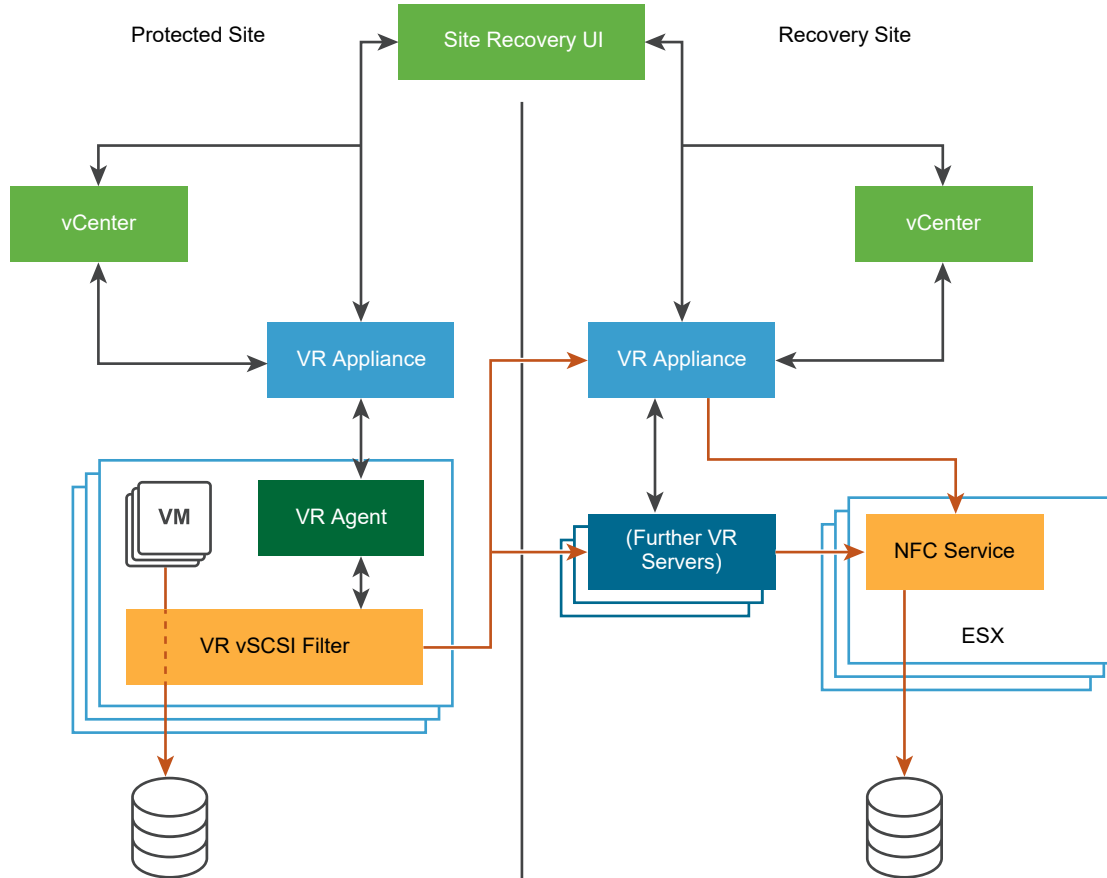 Protected Site
Site Recovery UI
Recovery Site
vCenter
vCenter
VR Appliance
VR Appliance
VM
VR Agent
(Further VR
Servers)
NFC Service
VR vSCSI Filter
ESX